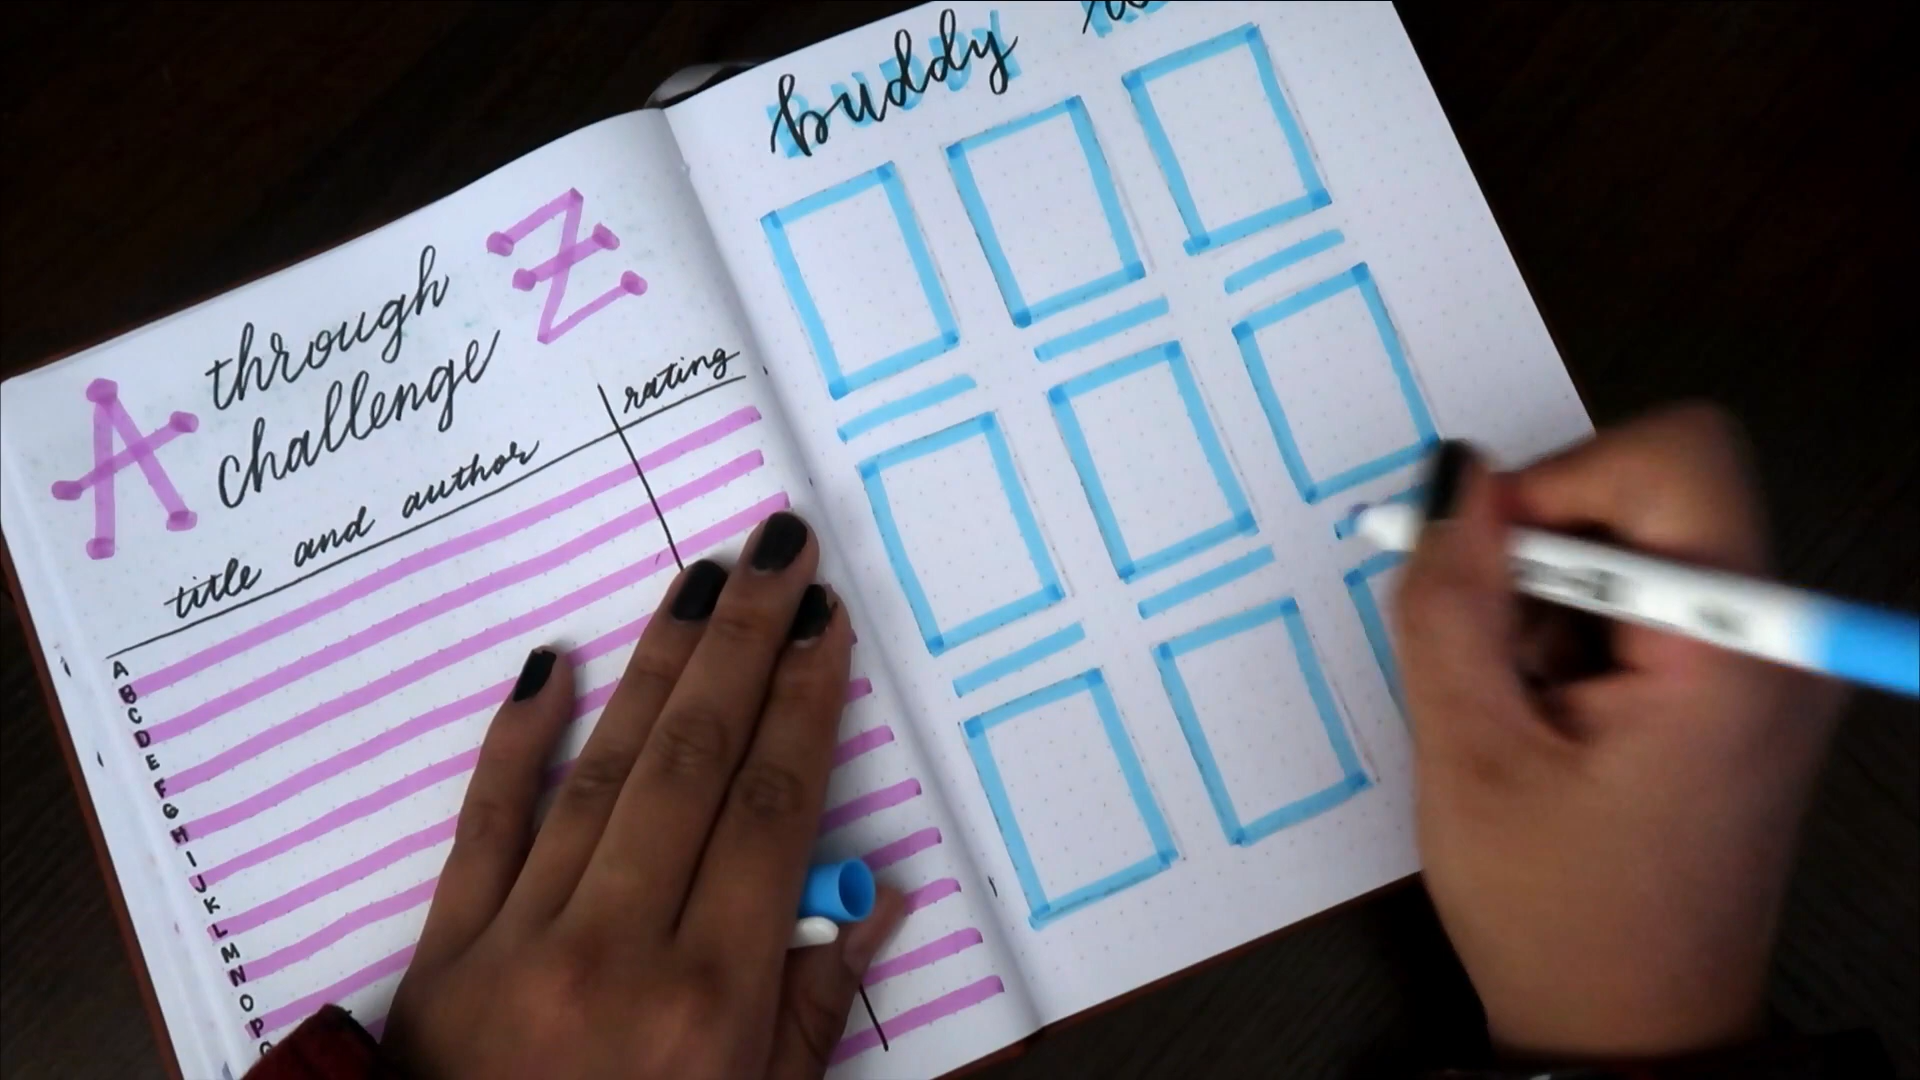 A through Z
challenge
title and author rating
A
B
C
D
E
F
G
H
I
J
K
L
M
N
O
P
buddy